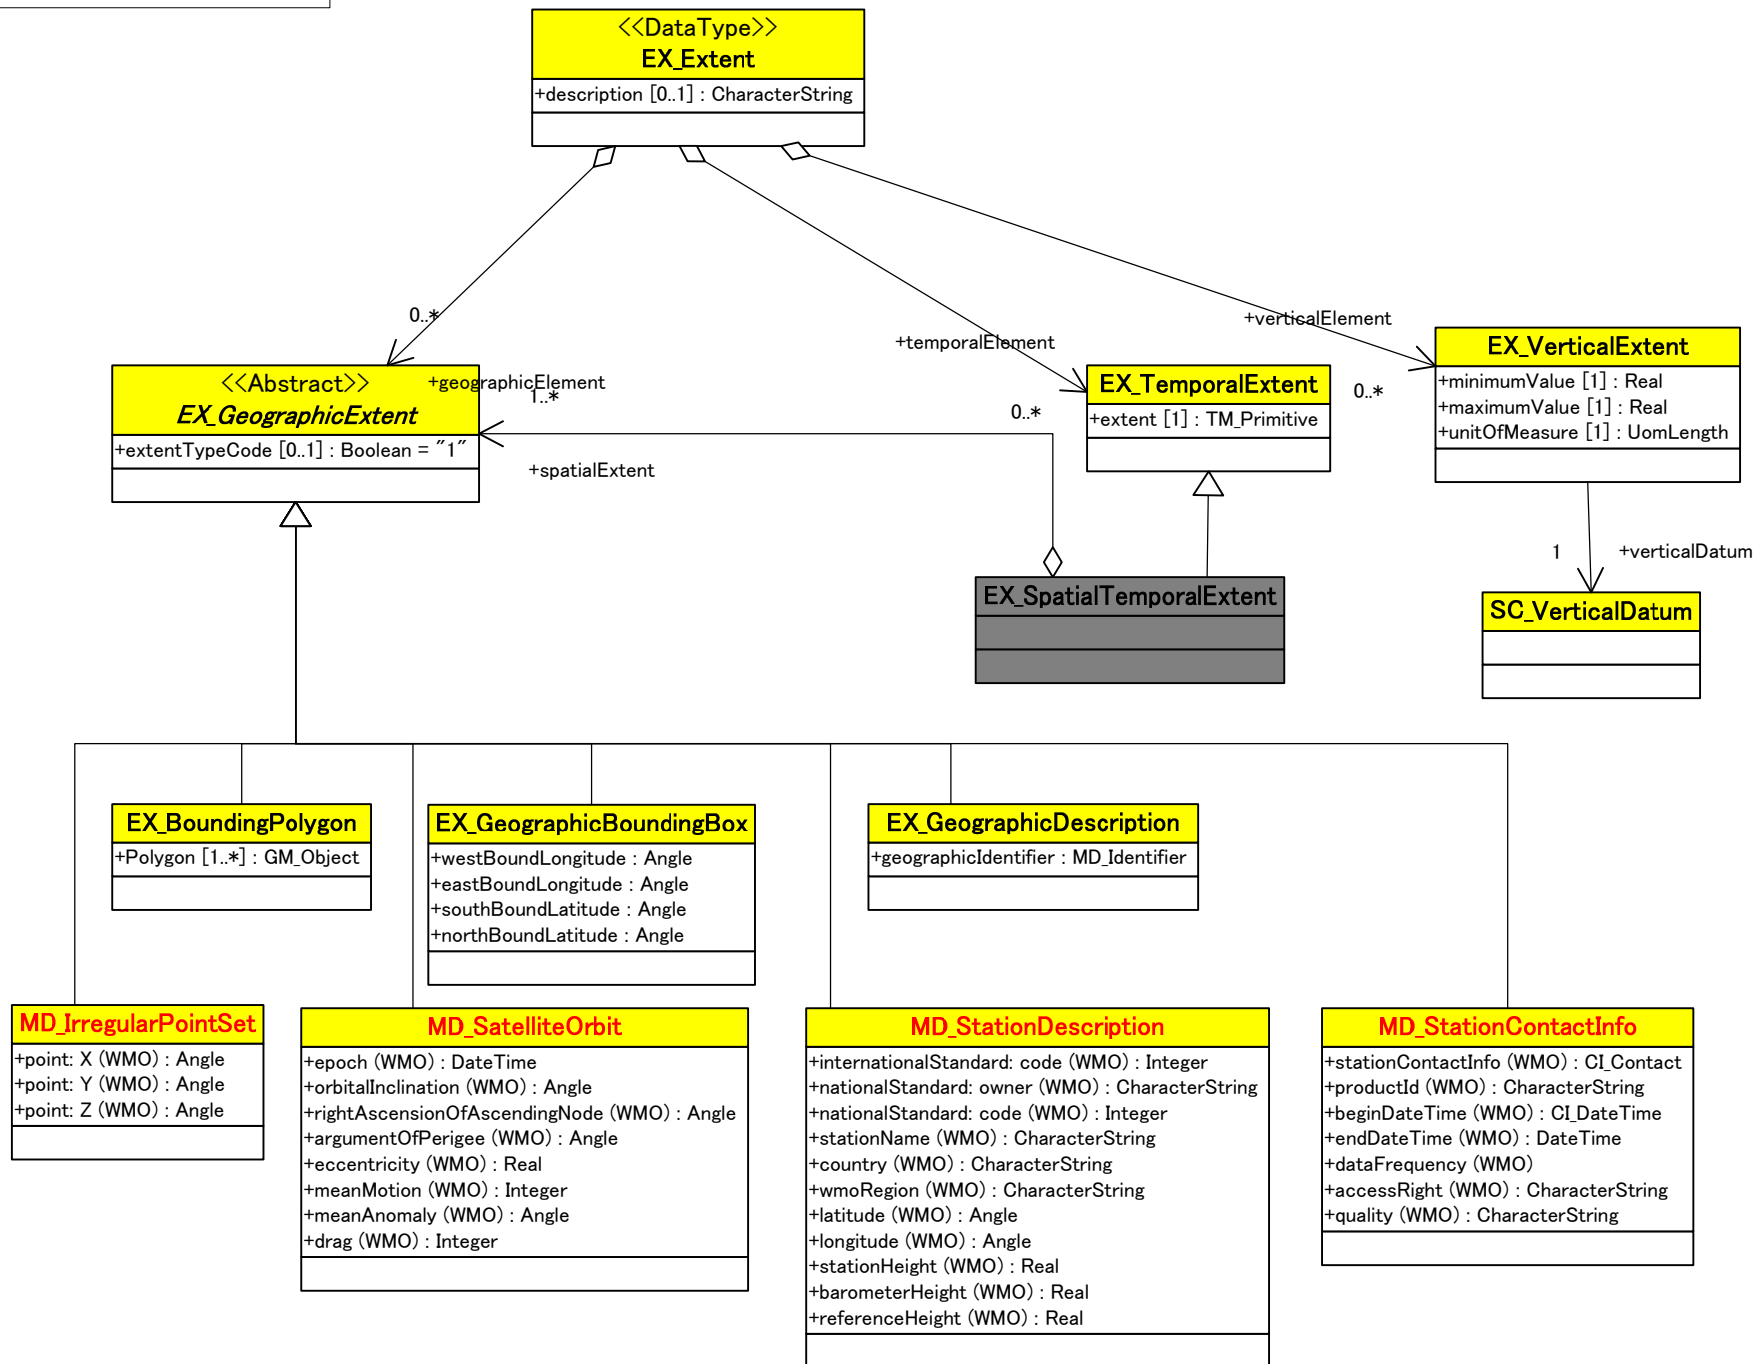 <<DataType>>
EX_Extent
+description [0..1] : CharacterString
0..*
+geographicElement
+temporalElement
0..*
+verticalElement
0..*
<<Abstract>>
EX_GeographicExtent
+extentTypeCode [0..1] : Boolean = "1"
1..*
+spatialExtent
EX_TemporalExtent
+extent [1] : TM_Primitive
EX_VerticalExtent
+minimumValue [1] : Real
+maximumValue [1] : Real
+unitOfMeasure [1] : UomLength
1
+verticalDatum
EX_SpatialTemporalExtent
SC_VerticalDatum
EX_BoundingPolygon
+Polygon [1..*] : GM_Object
EX_GeographicBoundingBox
+westBoundLongitude : Angle
+eastBoundLongitude : Angle
+southBoundLatitude : Angle
+northBoundLatitude : Angle
EX_GeographicDescription
+geographicIdentifier : MD_Identifier
MD_IrregularPointSet
+point: X (WMO) : Angle
+point: Y (WMO) : Angle
+point: Z (WMO) : Angle
MD_SatelliteOrbit
+epoch (WMO) : DateTime
+orbitalInclination (WMO) : Angle
+rightAscensionOfAscendingNode (WMO) : Angle
+argumentOfPerigee (WMO) : Angle
+eccentricity (WMO) : Real
+meanMotion (WMO) : Integer
+meanAnomaly (WMO) : Angle
+drag (WMO) : Integer
MD_StationDescription
+internationalStandard: code (WMO) : Integer
+nationalStandard: owner (WMO) : CharacterString
+nationalStandard: code (WMO) : Integer
+stationName (WMO) : CharacterString
+country (WMO) : CharacterString
+wmoRegion (WMO) : CharacterString
+latitude (WMO) : Angle
+longitude (WMO) : Angle
+stationHeight (WMO) : Real
+barometerHeight (WMO) : Real
+referenceHeight (WMO) : Real
MD_StationContactInfo
+stationContactInfo (WMO) : CI_Contact
+productId (WMO) : CharacterString
+beginDateTime (WMO) : CI_DateTime
+endDateTime (WMO) : DateTime
+dataFrequency (WMO)
+accessRight (WMO) : CharacterString
+quality (WMO) : CharacterString